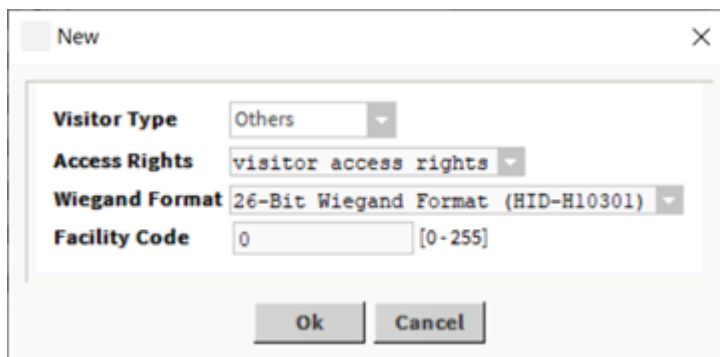 New
Visitor Type Others
Access Rights visitor access rights
Wiegand Format 26-Bit Wiegand Format (HID-H10301)
Facility Code 0 [0-255]
Ok Cancel